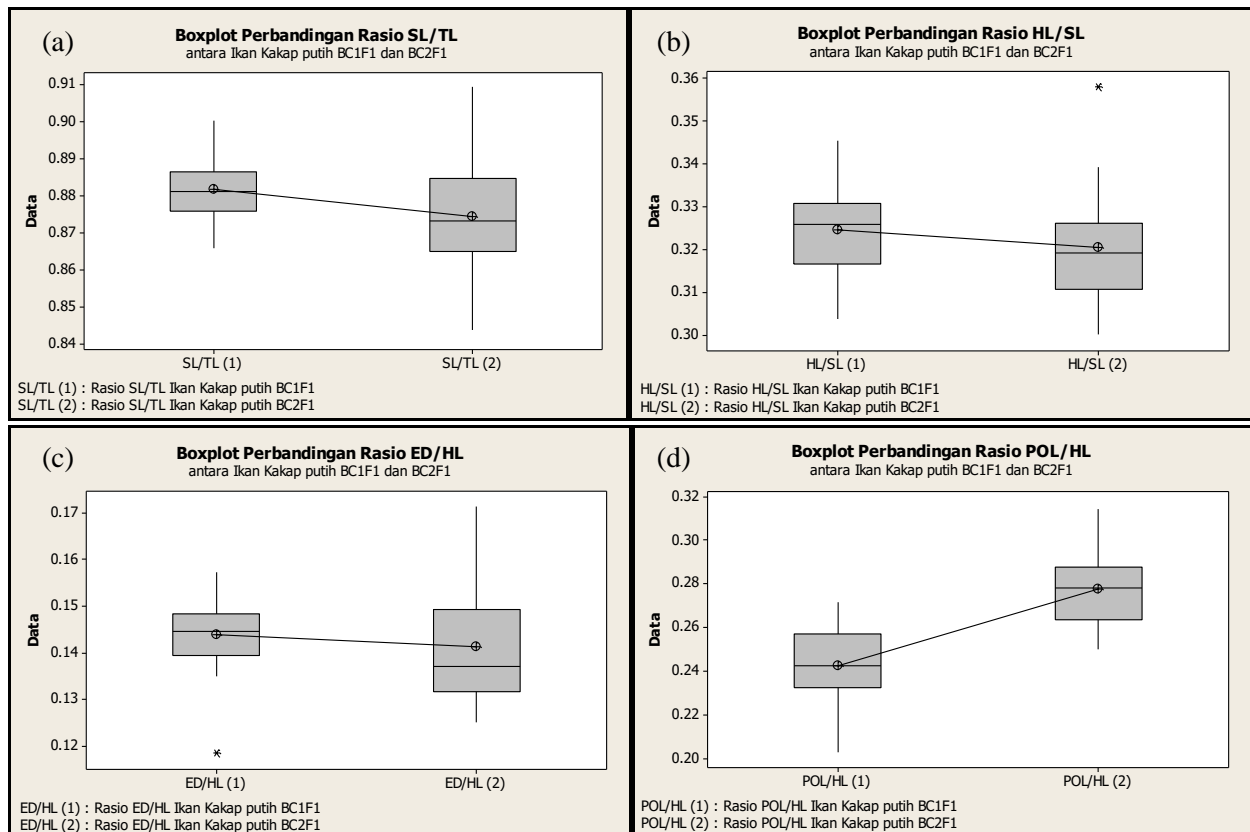 (a)
Boxplot Perbandingan Rasio SL/TL
antara Ikan Kakap putih BC1F1 dan BC2F1
0.91
0.90
0.89
0.88
0.87
0.86
0.85
0.84
Data
SL/TL (1)
SL/TL (2)
SL/TL (1) : Rasio SL/TL Ikan Kakap putih BC1F1
SL/TL (2) : Rasio SL/TL Ikan Kakap putih BC2F1
(b)
Boxplot Perbandingan Rasio HL/SL
antara Ikan Kakap putih BC1F1 dan BC2F1
0.36
0.35
0.34
0.33
0.32
0.31
0.30
Data
HL/SL (1)
HL/SL (2)
HL/SL (1) : Rasio HL/SL Ikan Kakap putih BC1F1
HL/SL (2) : Rasio HL/SL Ikan Kakap putih BC2F1
(c)
Boxplot Perbandingan Rasio ED/HL
antara Ikan Kakap putih BC1F1 dan BC2F1
0.17
0.16
0.15
0.14
0.13
0.12
Data
ED/HL (1)
ED/HL (2)
ED/HL (1) : Rasio ED/HL Ikan Kakap putih BC1F1
ED/HL (2) : Rasio ED/HL Ikan Kakap putih BC2F1
(d)
Boxplot Perbandingan Rasio POL/HL
antara Ikan Kakap putih BC1F1 dan BC2F1
0.32
0.30
0.28
0.26
0.24
0.22
0.20
Data
POL/HL (1)
POL/HL (2)
POL/HL (1) : Rasio POL/HL Ikan Kakap putih BC1F1
POL/HL (2) : Rasio POL/HL Ikan Kakap putih BC2F1